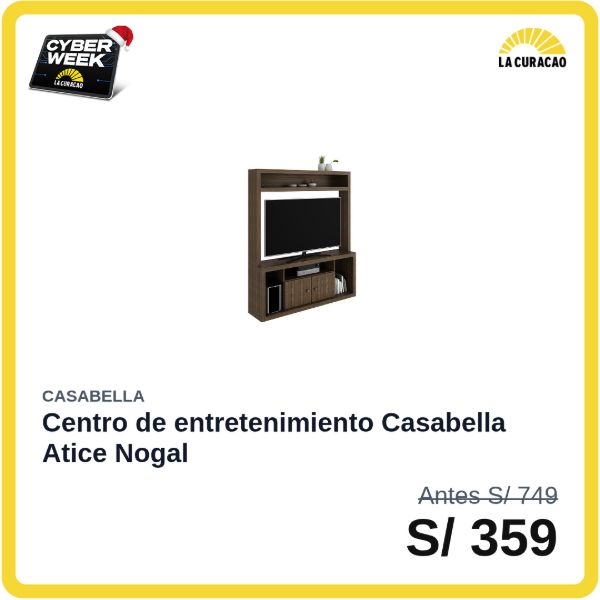 CYBER
WEEK
LA CURACAO
LA CURACAO
CASABELLA
Centro de entretenimiento Casabella
Atice Nogal
Antes S/ 749
S/ 359